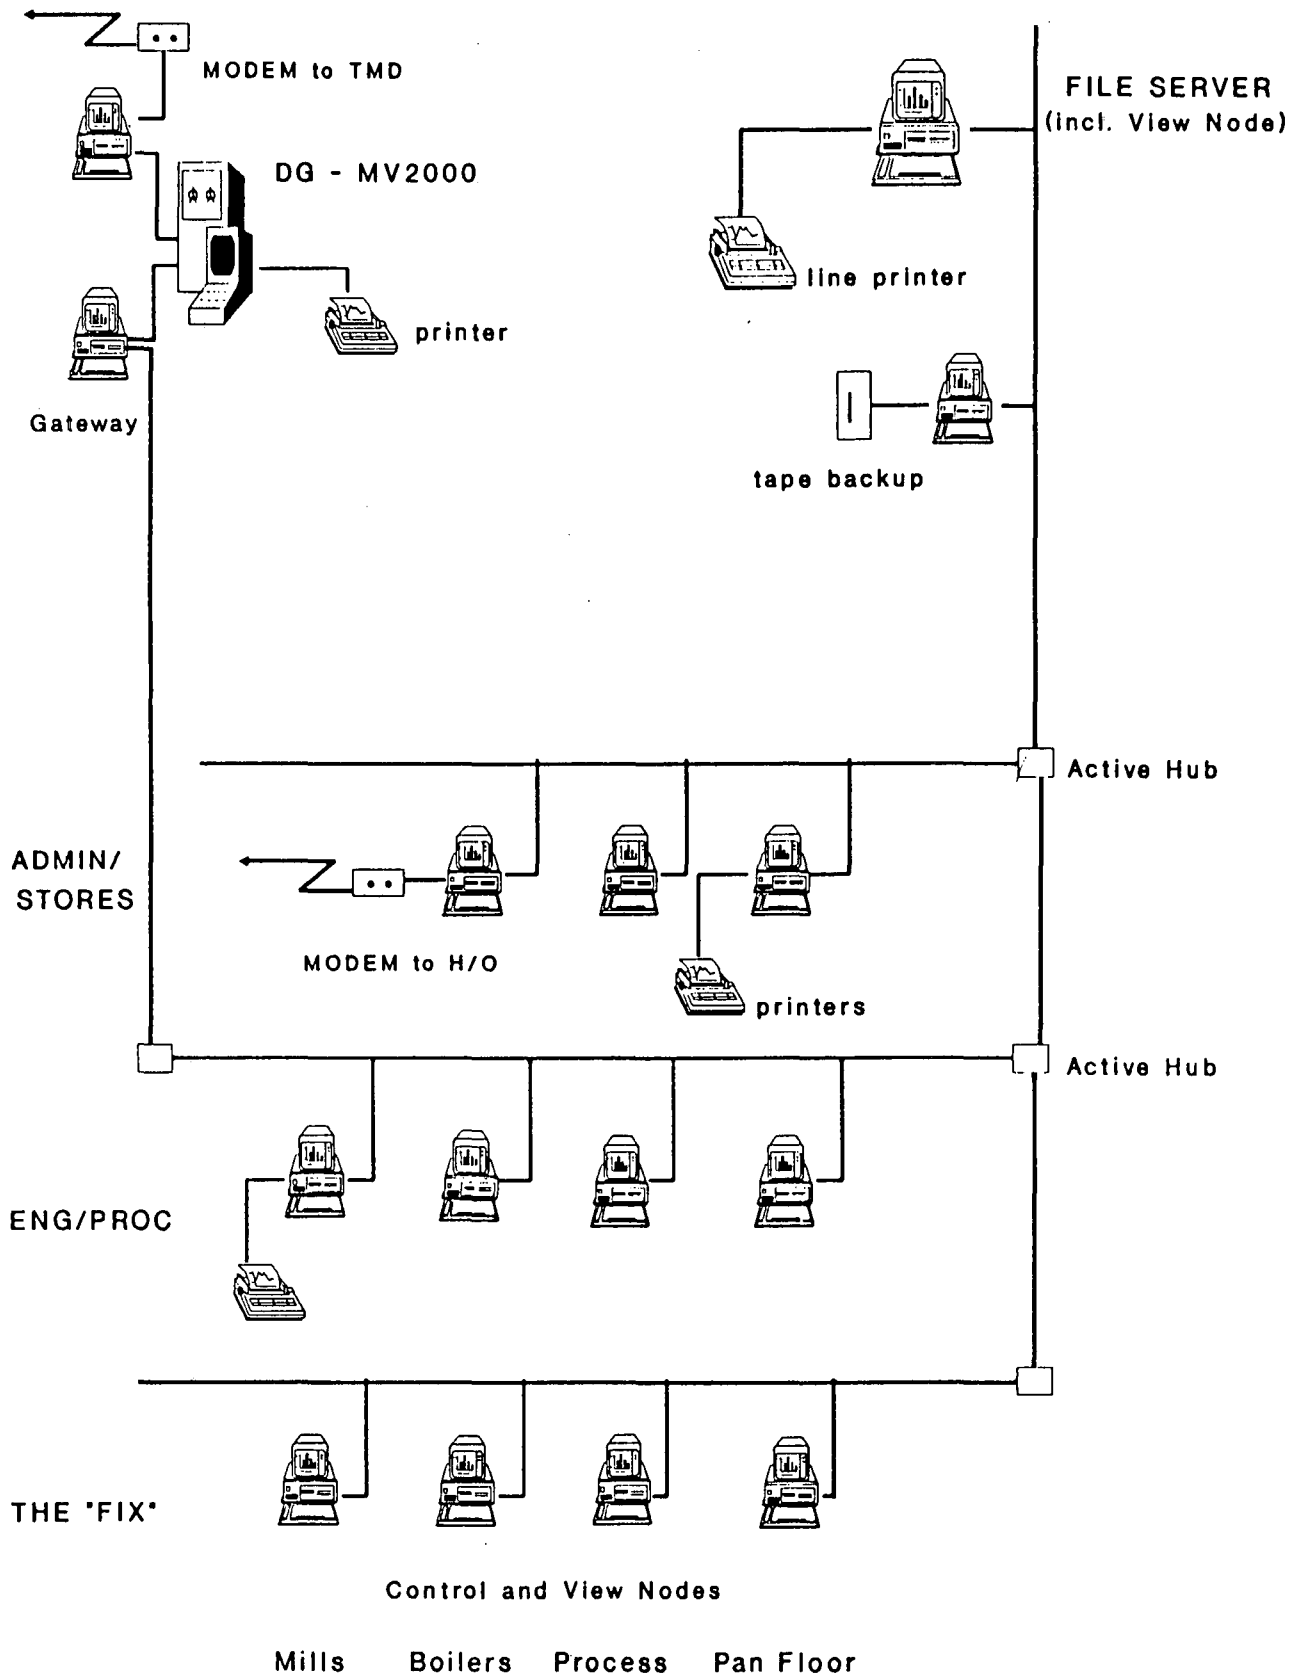 MODEM to TMD
FILE SERVER
(incl. View Node)
DG - MV2000
line printer
printer
Gateway
tape backup
Active Hub
ADMIN/
STORES
MODEM to H/O
printers
Active Hub
ENG/PROC
THE "FIX"
Control and View Nodes
Mills Boilers Process Pan Floor